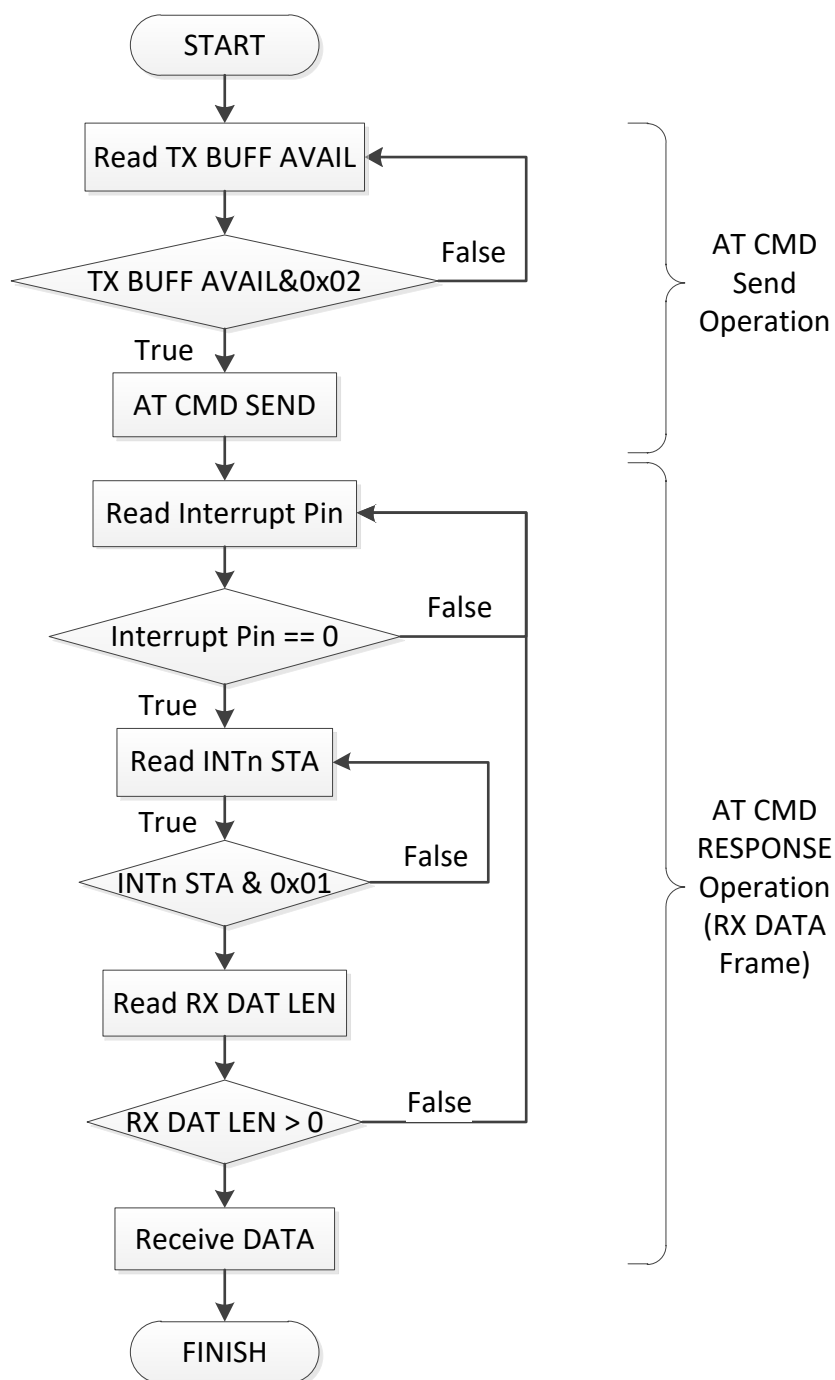 START
Read TX BUFF AVAIL
False
TX BUFF AVAIL&0x02
True
AT CMD SEND
AT CMD
Send
Operation
Read Interrupt Pin
False
Interrupt Pin == 0
True
Read INTn STA
True
False
INTn STA & 0x01
Read RX DAT LEN
False
RX DAT LEN > 0
Receive DATA
FINISH
AT CMD
RESPONSE
Operation
(RX DATA
Frame)